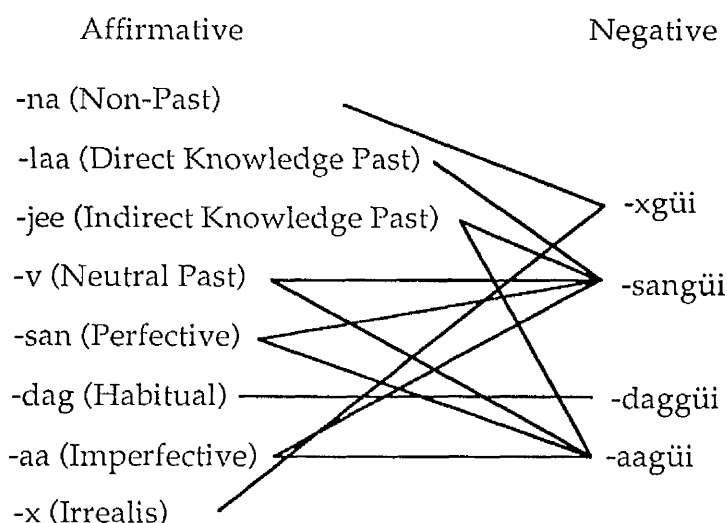 Affirmative Negative
-na (Non-Past)
-laa (Direct Knowledge Past)
-xgüi
-jee (Indirect Knowledge Past)
-v (Neutral Past)
-sangüi
-san (Perfective)
-dag (Habitual)
-daggüi
-aa (Imperfective)
-aagüi
-x (Irrealis)